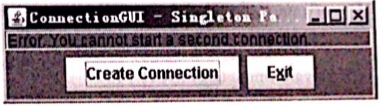 ConnectionGUI - Singleton Pa...
Error. You cannot start a second connection
Create Connection
Exit